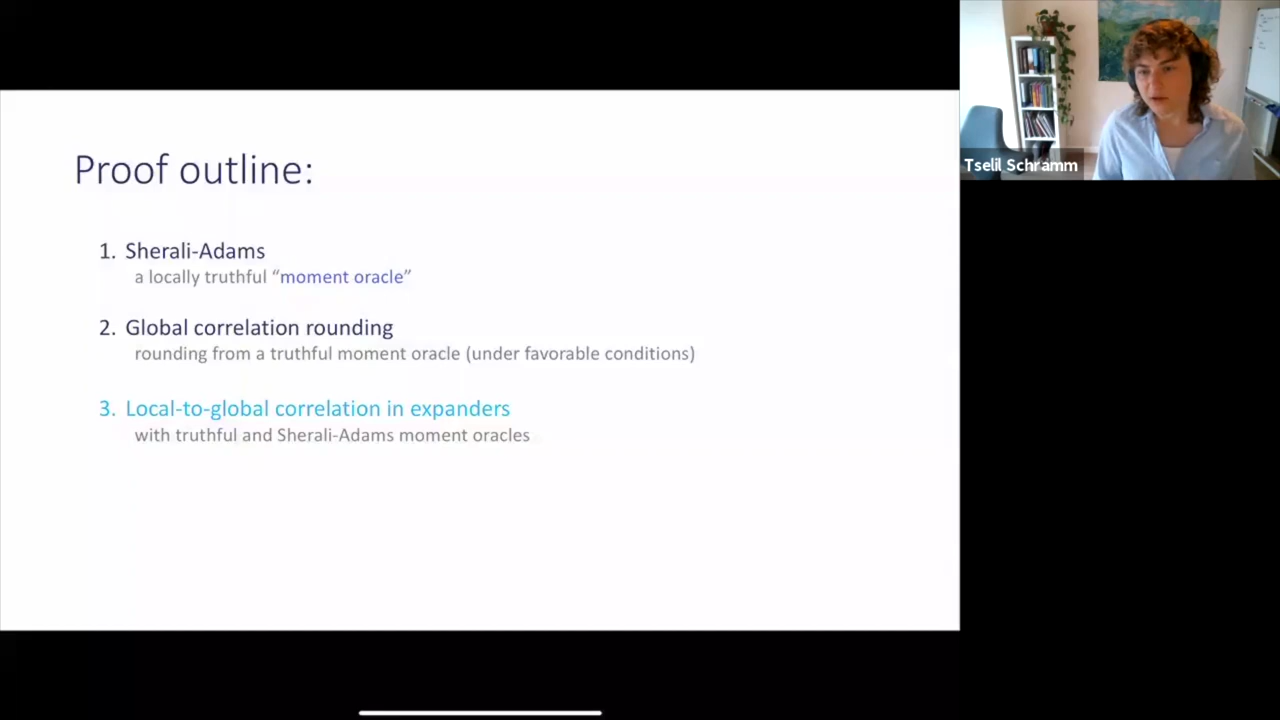 Proof outline:
1. Sherali-Adams
a locally truthful “moment oracle”
2. Global correlation rounding
rounding from a truthful moment oracle (under favorable conditions)
3. Local-to-global correlation in expanders
with truthful and Sherali-Adams moment oracles
Tselil Schramm